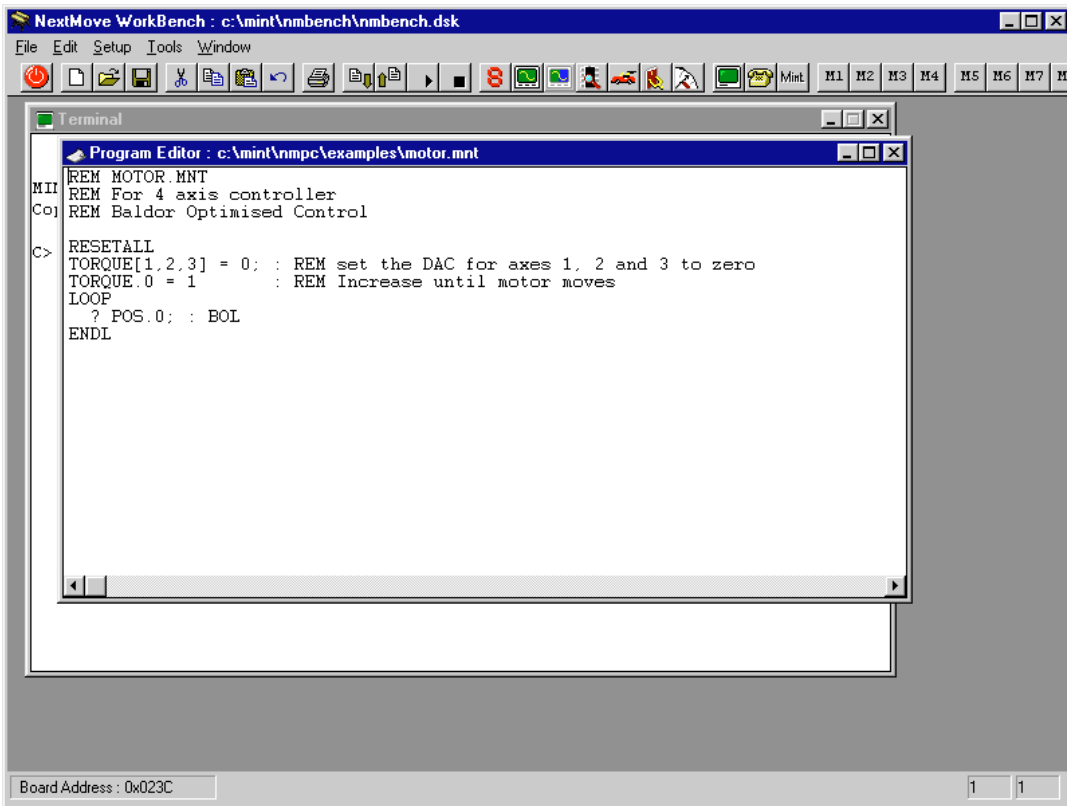 NextMove WorkBench : c:\mint\nmbench\nmbench.dsk
File Edit Setup Tools Window
Mint M1 M2 M3 M4 M5 M6 M7 M
Terminal
Program Editor : c:\mint\nmpc\examples\motor.mnt
REM MOTOR.MNT
MI REM For 4 axis controller
Co REM Baldor Optimised Control
C> RESETALL
TORQUE[1,2,3] = 0; : REM set the DAC for axes 1, 2 and 3 to zero
TORQUE.0 = 1 : REM Increase until motor moves
LOOP
? POS.0; : BOL
ENDL
Board Address : 0x023C 1 1